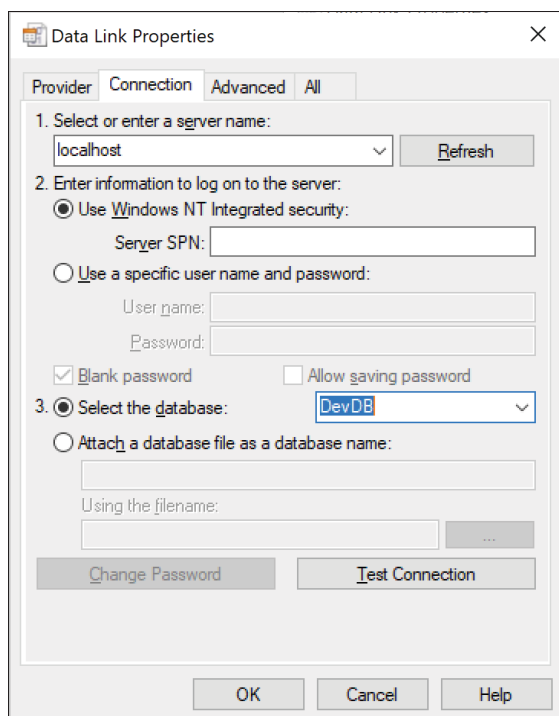 Data Link Properties
Provider Connection Advanced All
1. Select or enter a server name:
localhost Refresh
2. Enter information to log on to the server:
Use Windows NT Integrated security:
Server SPN:
Use a specific user name and password:
User name:
Password:
Blank password Allow saving password
3. Select the database: DevDB
Attach a database file as a database name:
Using the filename:
...
Change Password Test Connection
OK Cancel Help